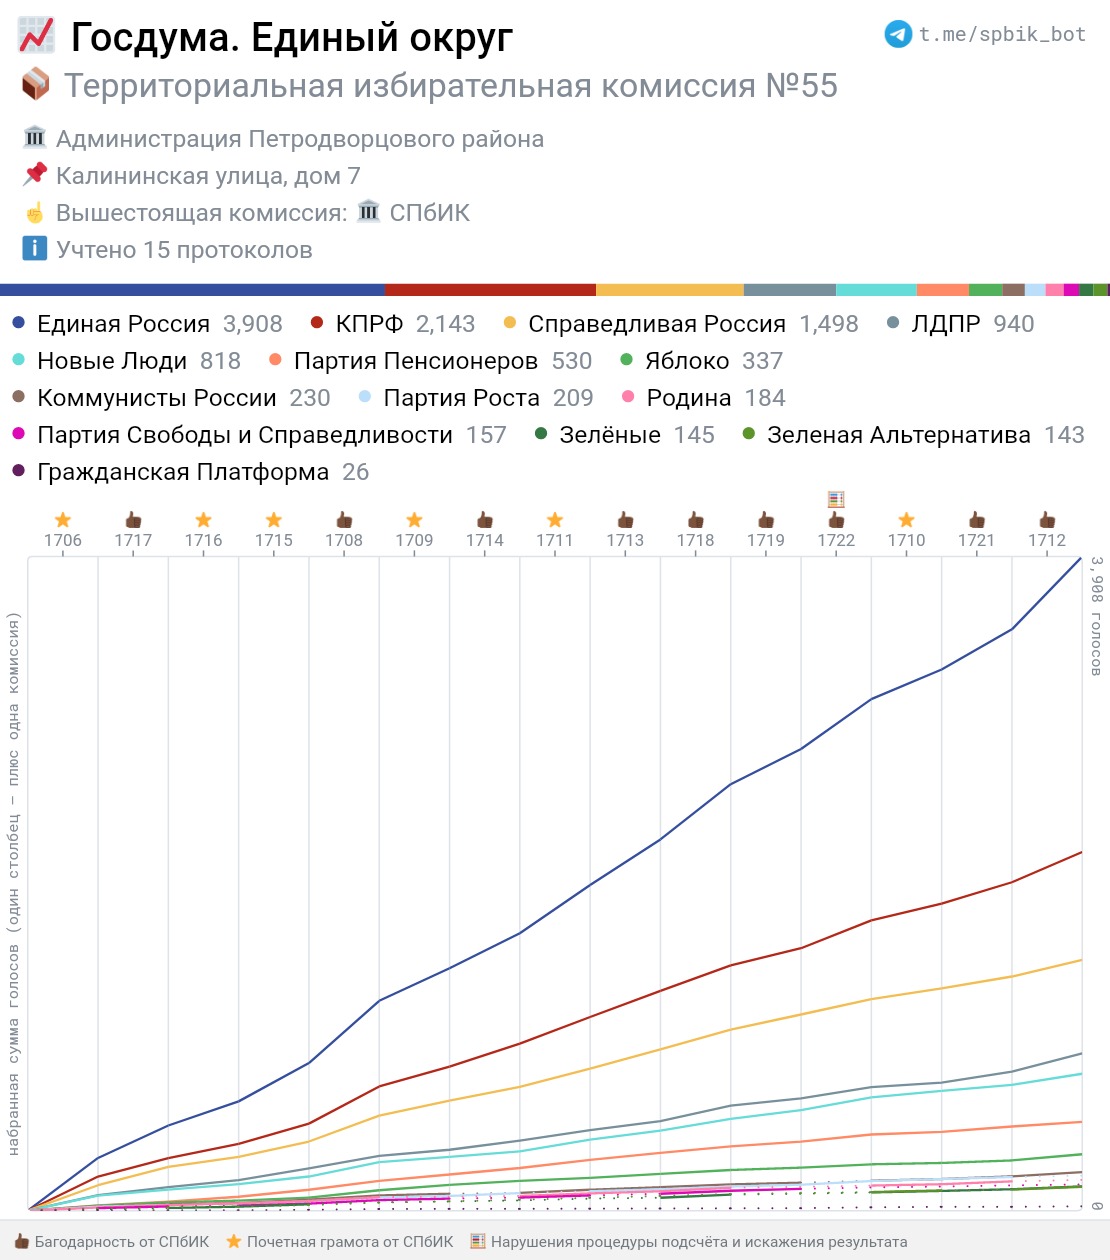 Госдума. Единый округ
t.me/spbik_bot
Территориальная избирательная комиссия №55
Администрация Петродворцового района
Калининская улица, дом 7
Вышестоящая комиссия: СПбИК
Учтено 15 протоколов
Единая Россия 3,908 КПРФ 2,143 Справедливая Россия 1,498 ЛДПР 940
Новые Люди 818 Партия Пенсионеров 530 Яблоко 337
Коммунисты России 230 Партия Роста 209 Родина 184
Партия Свободы и Справедливости 157 Зелёные 145 Зеленая Альтернатива 143
Гражданская Платформа 26
1706 1717 1716 1715 1708 1709 1714 1711 1713 1718 1719 1722 1710 1721 1712
набранная сумма голосов (один столбец — плюс одна комиссия)
3,908 голосов
0
Багодарность от СПбИК Почетная грамота от СПбИК Нарушения процедуры подсчёта и искажения результата